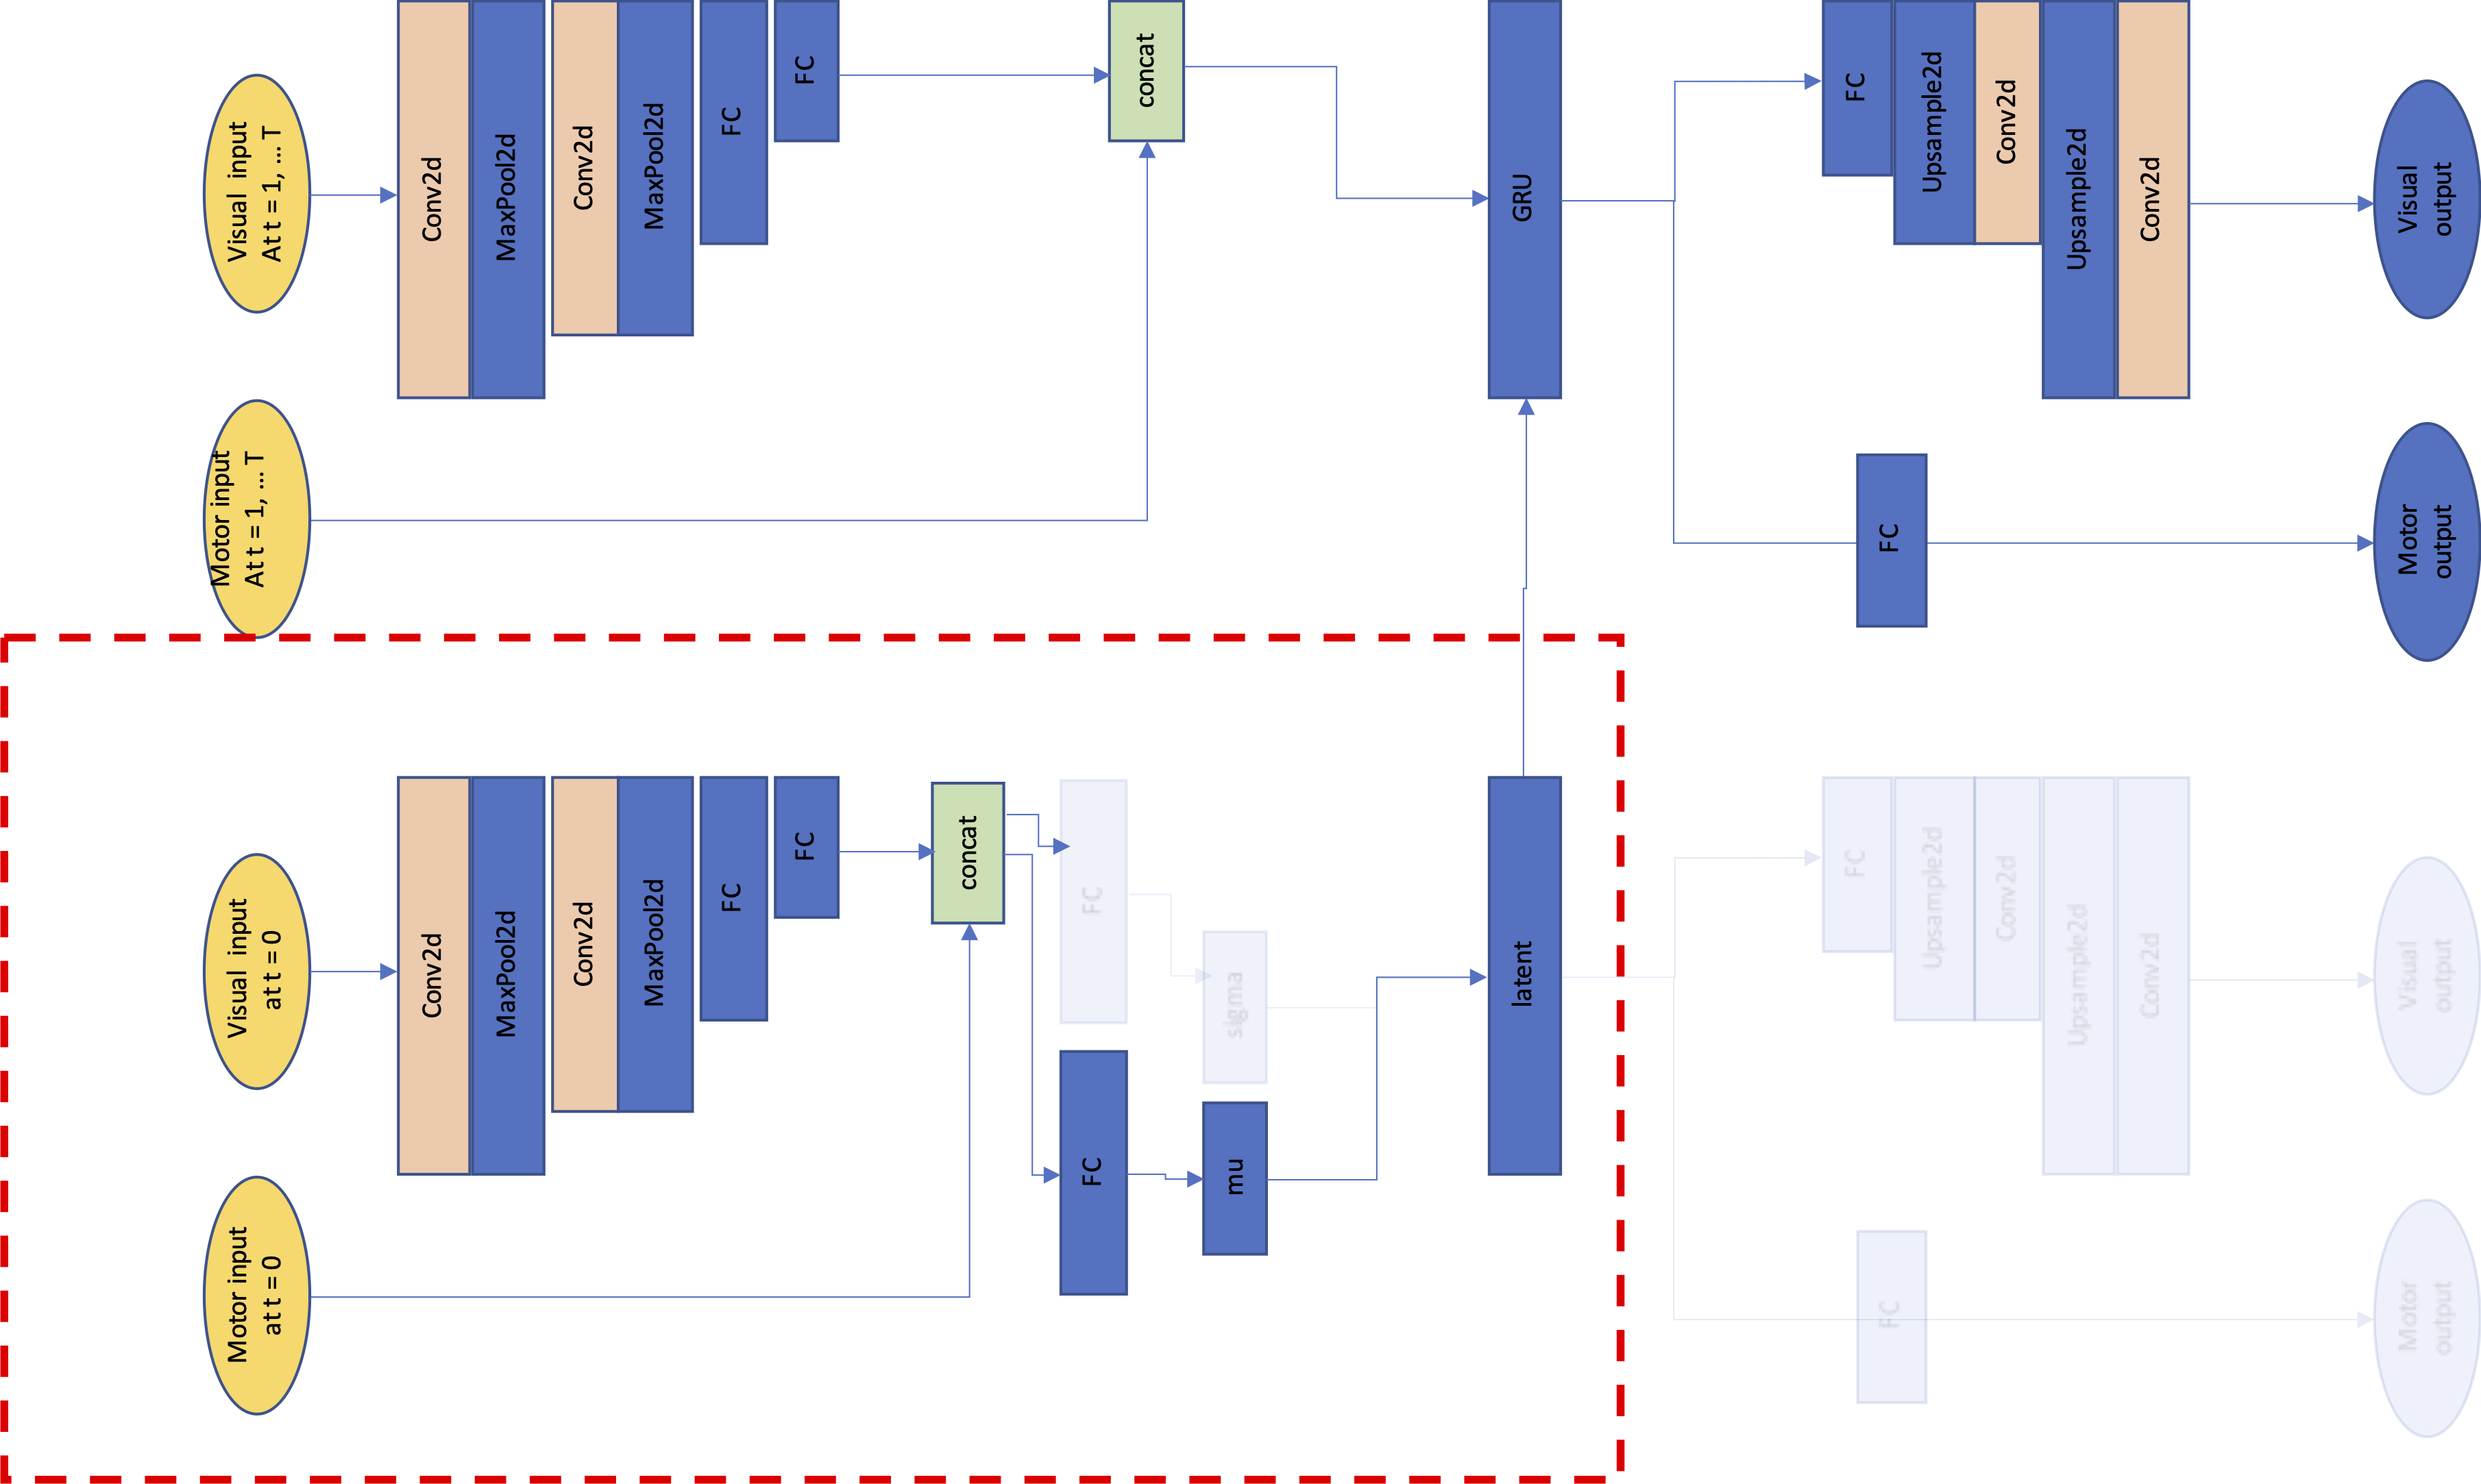 Visual input
At t = 1, ... T
Conv2d
MaxPool2d
Conv2d
MaxPool2d
FC
FC
concat
GRU
FC
Upsample2d
Conv2d
Upsample2d
Conv2d
Visual
output
Motor input
At t = 1, ... T
FC
Motor
output
Visual input
at t = 0
Conv2d
MaxPool2d
Conv2d
MaxPool2d
FC
FC
concat
FC
sigma
latent
FC
Upsample2d
Conv2d
Upsample2d
Conv2d
Visual
output
Motor input
at t = 0
FC
mu
FC
Motor
output